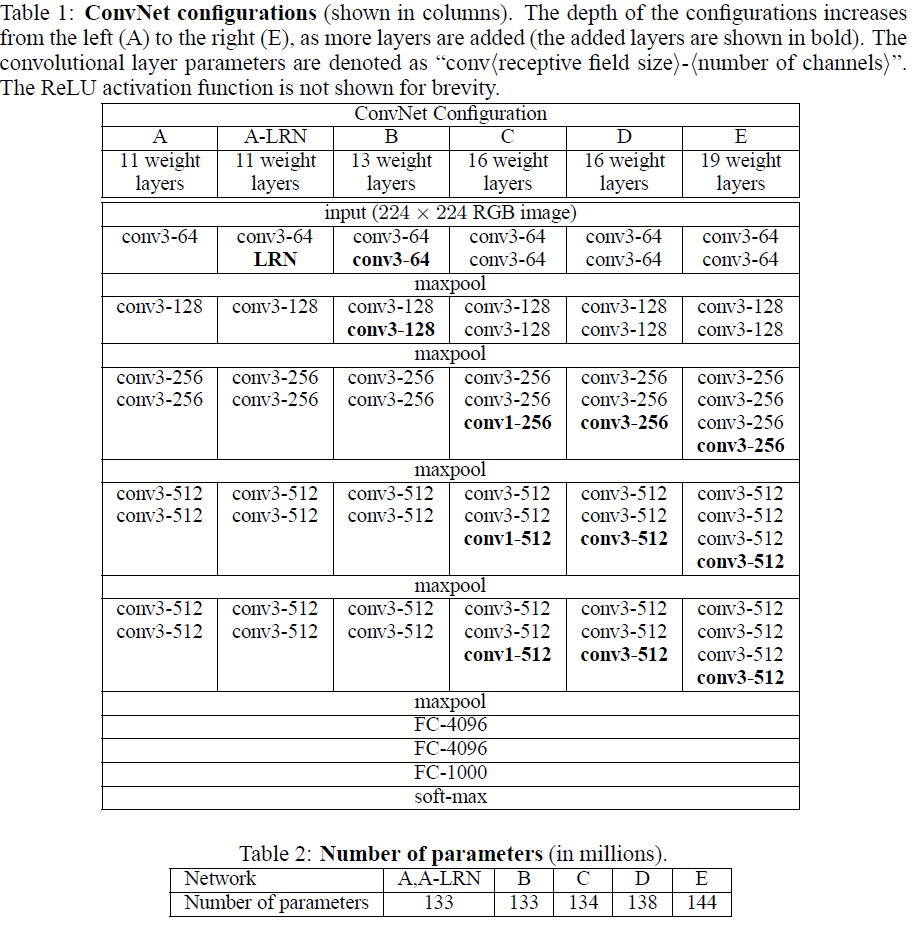 Table 1: ConvNet configurations (shown in columns). The depth of the configurations increases
from the left (A) to the right (E), as more layers are added (the added layers are shown in bold). The
convolutional layer parameters are denoted as “conv⟨receptive field size⟩-⟨number of channels⟩”.
The ReLU activation function is not shown for brevity.
ConvNet Configuration
A A-LRN B C D E
11 weight 11 weight 13 weight 16 weight 16 weight 19 weight
layers layers layers layers layers layers
input (224 × 224 RGB image)
conv3-64 conv3-64 conv3-64 conv3-64 conv3-64 conv3-64
LRN conv3-64 conv3-64 conv3-64 conv3-64
maxpool
conv3-128 conv3-128 conv3-128 conv3-128 conv3-128 conv3-128
conv3-128 conv3-128 conv3-128 conv3-128
maxpool
conv3-256 conv3-256 conv3-256 conv3-256 conv3-256 conv3-256
conv3-256 conv3-256 conv3-256 conv3-256 conv3-256 conv3-256
conv1-256 conv3-256 conv3-256
conv3-256
maxpool
conv3-512 conv3-512 conv3-512 conv3-512 conv3-512 conv3-512
conv3-512 conv3-512 conv3-512 conv3-512 conv3-512 conv3-512
conv1-512 conv3-512 conv3-512
conv3-512
maxpool
conv3-512 conv3-512 conv3-512 conv3-512 conv3-512 conv3-512
conv3-512 conv3-512 conv3-512 conv3-512 conv3-512 conv3-512
conv1-512 conv3-512 conv3-512
conv3-512
maxpool
FC-4096
FC-4096
FC-1000
soft-max
Table 2: Number of parameters (in millions).
Network A,A-LRN B C D E
Number of parameters 133 133 134 138 144